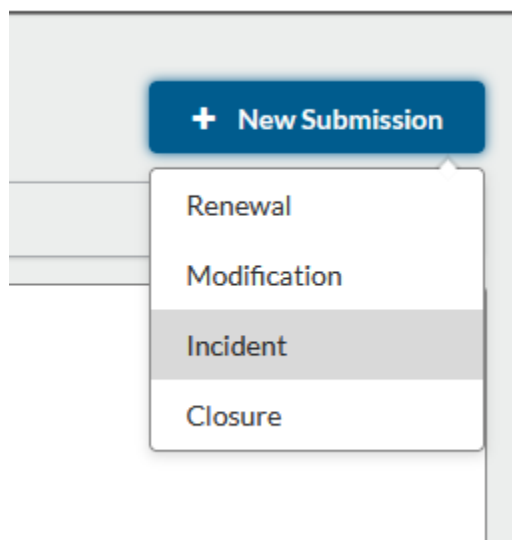 + New Submission
Renewal
Modification
Incident
Closure